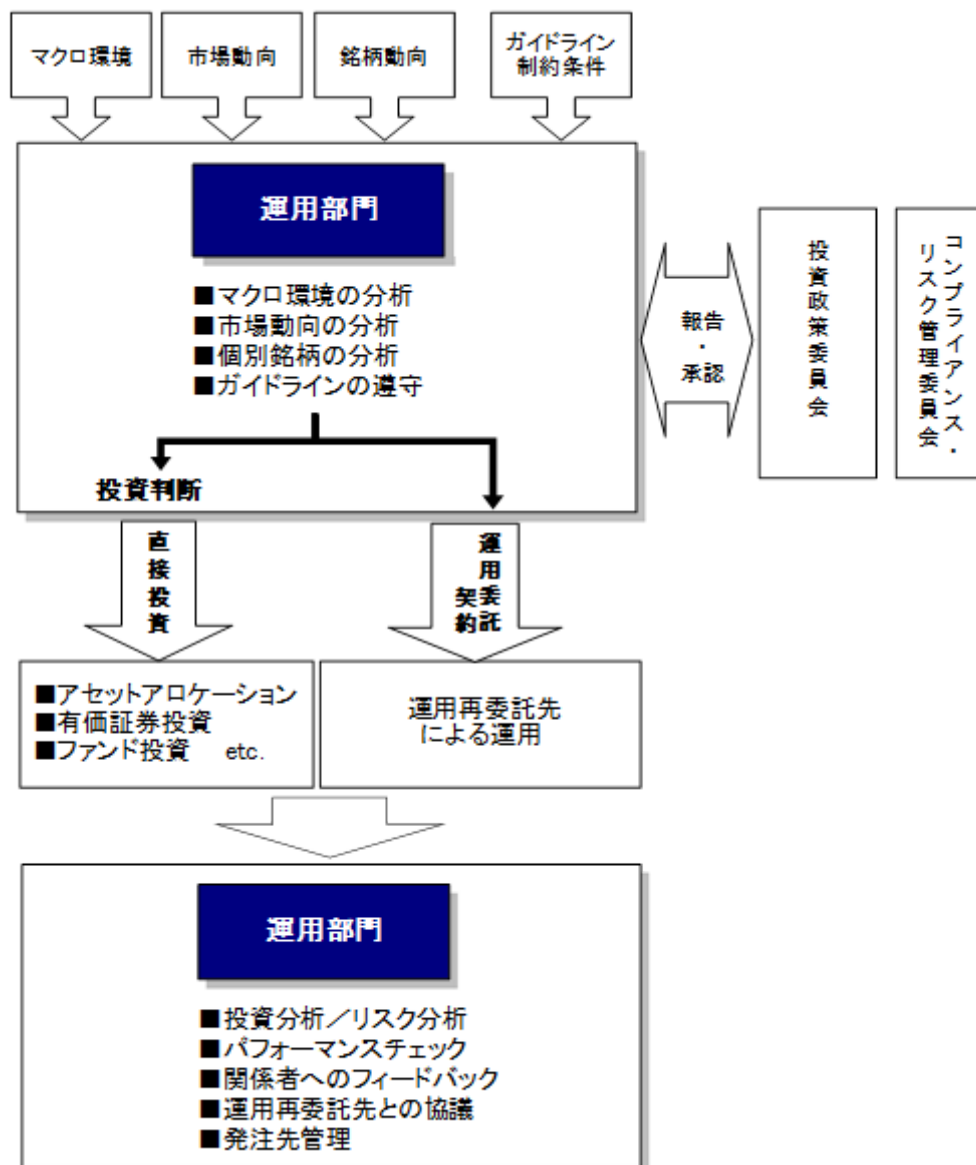 マクロ環境
市場動向
銘柄動向
ガイドライン
制約条件
運用部門
■マクロ環境の分析
■市場動向の分析
■個別銘柄の分析
■ガイドラインの遵守
投資判断
報告
・
承認
投資政策委員会
コンプライアンス・
リスク管理委員会
直接投資
運用委託
契約
■アセットアロケーション
■有価証券投資
■ファンド投資 etc.
運用再委託先
による運用
運用部門
■投資分析／リスク分析
■パフォーマンスチェック
■関係者へのフィードバック
■運用再委託先との協議
■発注先管理